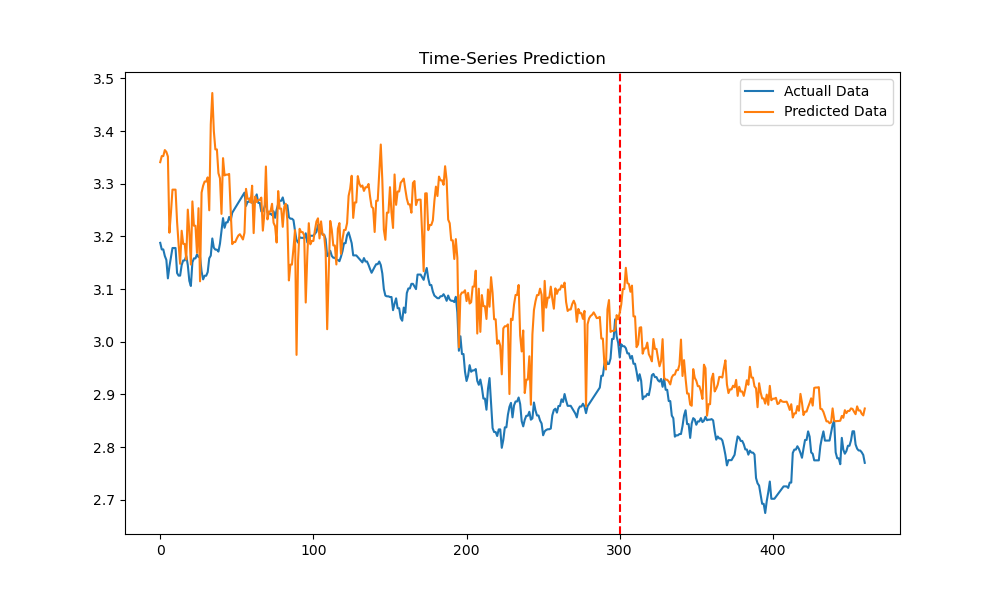 Time-Series Prediction
Actuall Data
Predicted Data
3.5
3.4
3.3
3.2
3.1
3.0
2.9
2.8
2.7
0 100 200 300 400